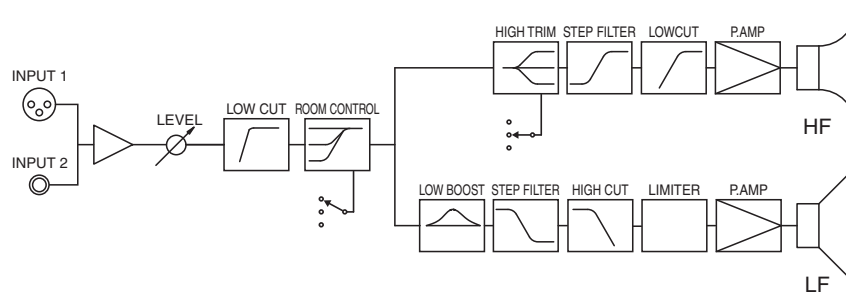 HIGH TRIM STEP FILTER LOWCUT P.AMP
INPUT 1
LEVEL
LOW CUT ROOM CONTROL
HF
INPUT 2
LOW BOOST STEP FILTER HIGH CUT LIMITER P.AMP
LF